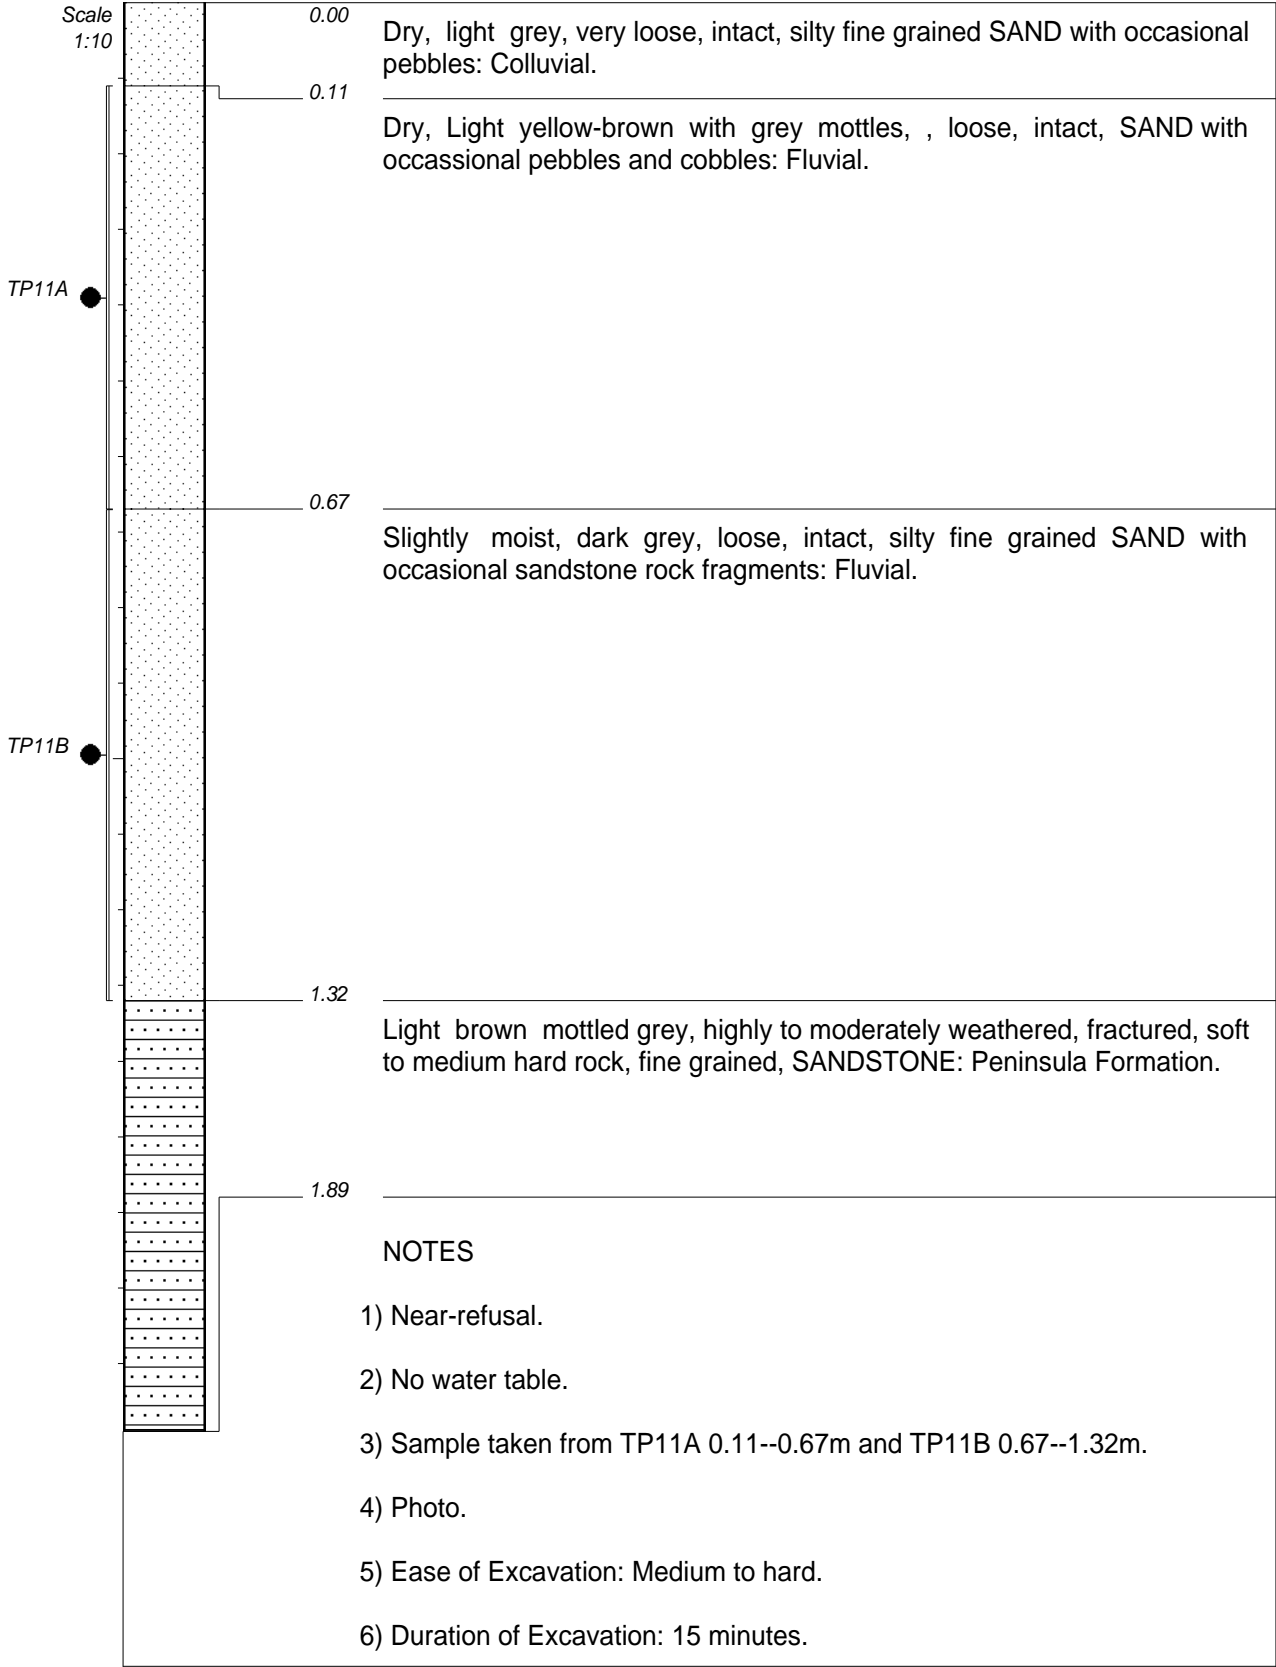 Scale
1:10
0.00
Dry, light grey, very loose, intact, silty fine grained SAND with occasional
pebbles: Colluvial.
0.11
Dry, Light yellow-brown with grey mottles, , loose, intact, SAND with
occassional pebbles and cobbles: Fluvial.
TP11A
0.67
Slightly moist, dark grey, loose, intact, silty fine grained SAND with
occasional sandstone rock fragments: Fluvial.
TP11B
1.32
Light brown mottled grey, highly to moderately weathered, fractured, soft
to medium hard rock, fine grained, SANDSTONE: Peninsula Formation.
1.89
NOTES
1) Near-refusal.
2) No water table.
3) Sample taken from TP11A 0.11--0.67m and TP11B 0.67--1.32m.
4) Photo.
5) Ease of Excavation: Medium to hard.
6) Duration of Excavation: 15 minutes.